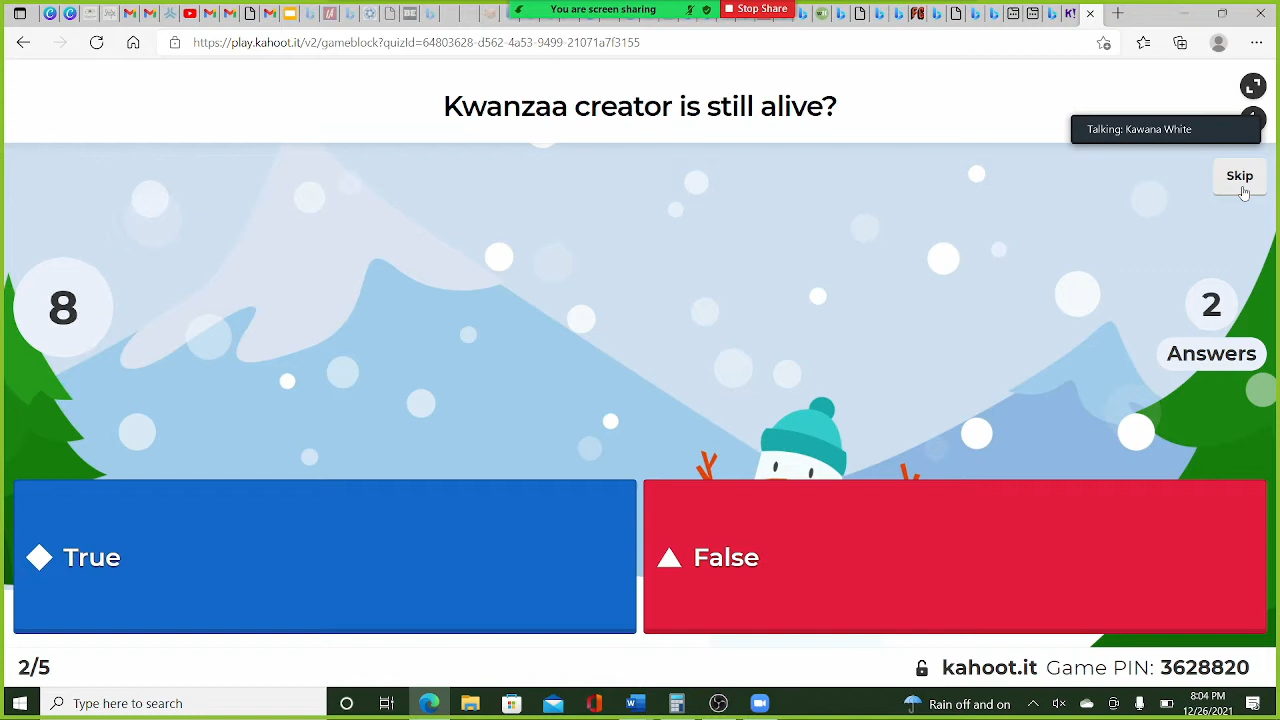 You are screen sharing
Stop Share
K!
https://play.kahoot.it/v2/gameblock?quizId=64803628-d562-4a53-9499-21071a7f3155
Kwanzaa creator is still alive?
Talking: Kawana White
Skip
8
2
Answers
True
False
2/5
kahoot.it Game PIN: 3628820
Type here to search
Rain off and on
8:04 PM
12/26/2021